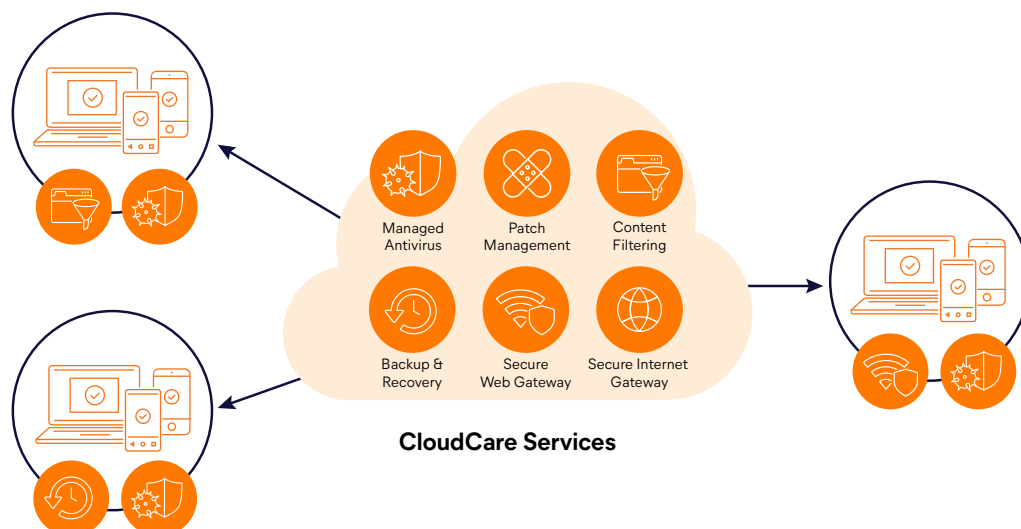 Managed
Antivirus
Patch
Management
Content
Filtering
Backup &
Recovery
Secure
Web Gateway
Secure Internet
Gateway
CloudCare Services